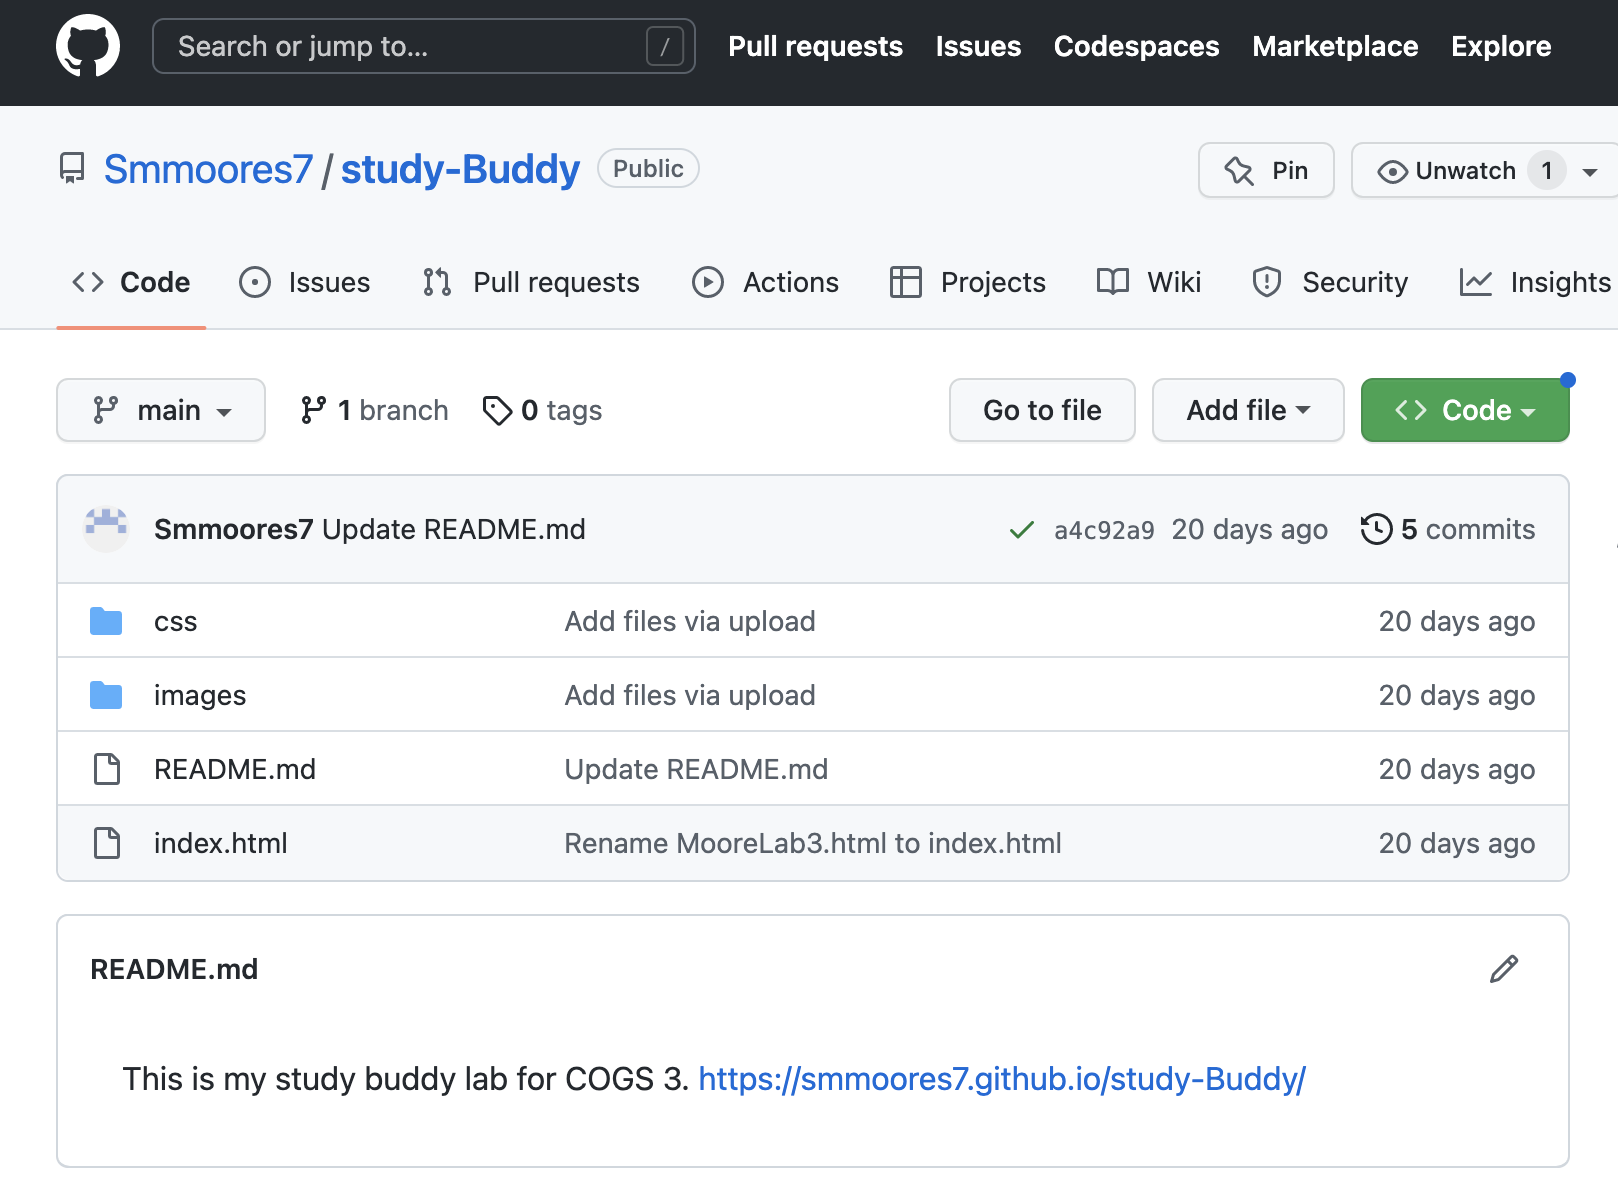 Search or jump to... / Pull requests Issues Codespaces Marketplace Explore
Smmoores7 / study-Buddy Public Pin Unwatch 1
Code Issues Pull requests Actions Projects Wiki Security Insights
main 1 branch 0 tags Go to file Add file Code
Smmoores7 Update README.md a4c92a9 20 days ago 5 commits
css Add files via upload 20 days ago
images Add files via upload 20 days ago
README.md Update README.md 20 days ago
index.html Rename MooreLab3.html to index.html 20 days ago
README.md
This is my study buddy lab for COGS 3. https://smmoores7.github.io/study-Buddy/